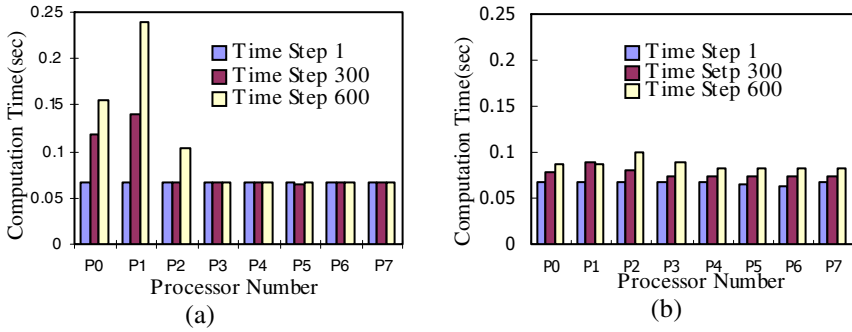 Computation Time(sec)
0.25
0.2
0.15
0.1
0.05
0
Time Step 1
Time Step 300
Time Step 600
P0 P1 P2 P3 P4 P5 P6 P7
Processor Number
(a)
Computation Time(sec)
0.25
0.2
0.15
0.1
0.05
0
Time Step 1
Time Setp 300
Time Step 600
P0 P1 P2 P3 P4 P5 P6 P7
Processor Number
(b)